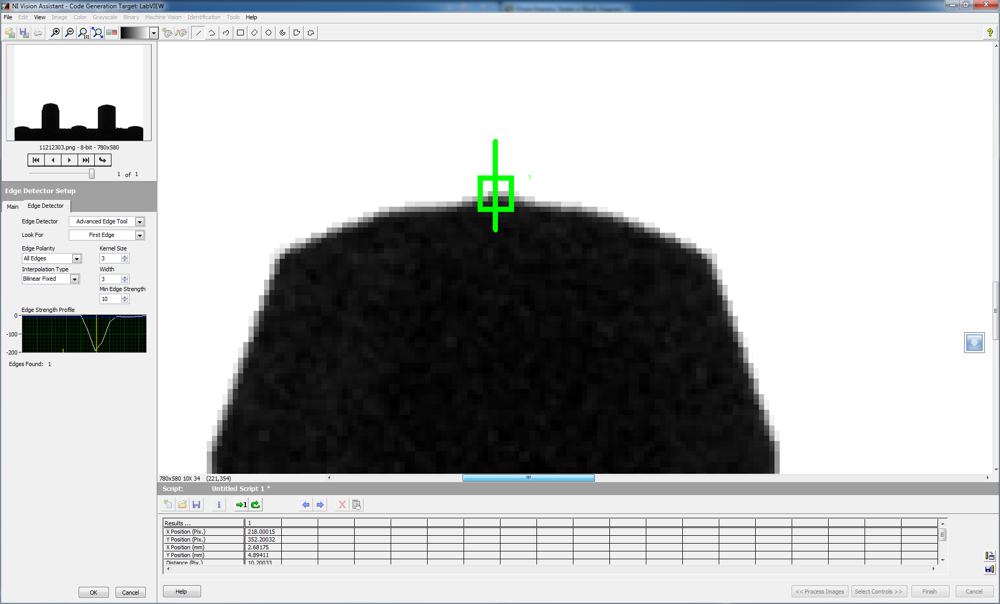 NI Vision Assistant - Code Generation Target: LabVIEW
File Edit View Image Color Grayscale Binary Machine Vision Identification Tools Help
1:1
?
11212303.png - 8-bit - 780x580
1 of 1
Edge Detector Setup
Main Edge Detector
Edge Detector Advanced Edge Tool
Look For First Edge
Edge Polarity Kernel Size
All Edges 3
Interpolation Type Width
Bilinear Fixed 3
Min Edge Strength
10
Edge Strength Profile
0
-100
-200
1
Edges Found: 1
1
780x580 10X 34 (221,354)
Script: Untitled Script 1 *
1
Results ... 1
X Position (Pix.) 218.00015
Y Position (Pix.) 352.20032
X Position (mm) 2.68175
Y Position (mm) 4.89411
Distance (Pix.) 10.20033
OK Cancel Help << Process Images Select Controls >> Finish Cancel